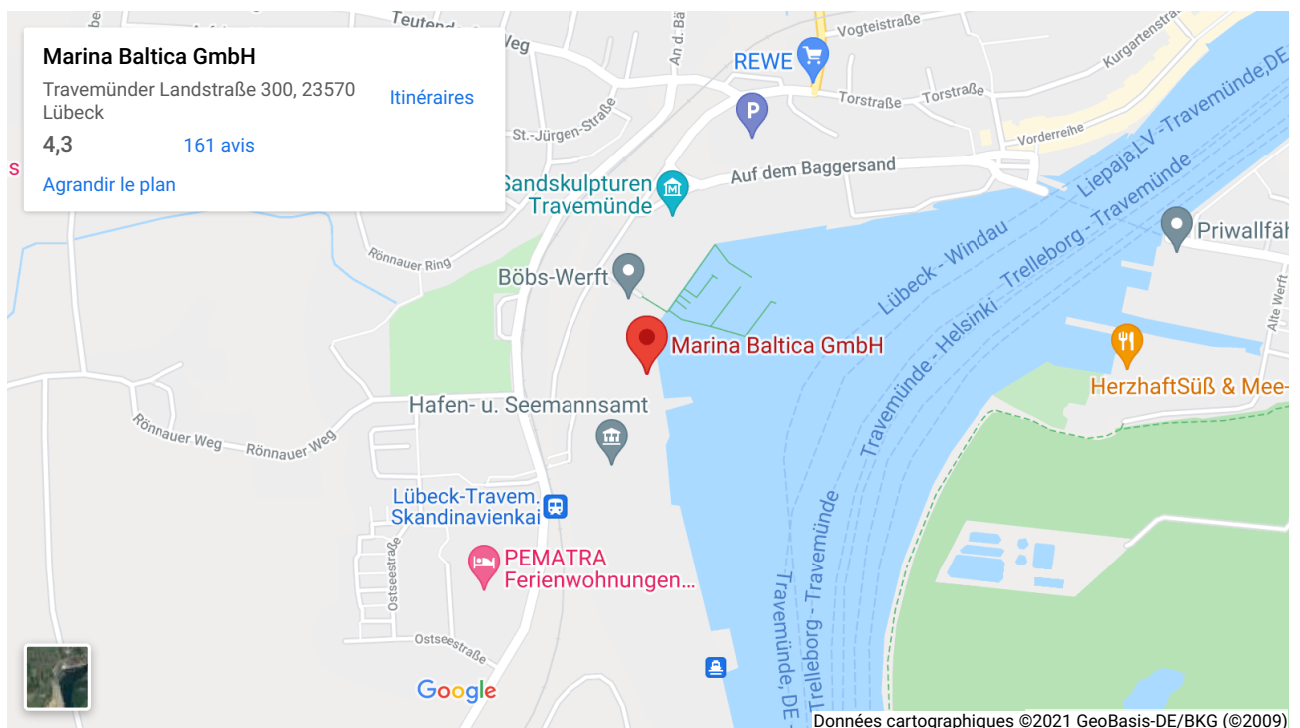 Marina Baltica GmbH
Travemünder Landstraße 300, 23570
Lübeck
Itinéraires
4,3
161 avis
Agrandir le plan
s
Teutend
Weg
An d. Bä
Vogteistraße
REWE
Kurgartenstra
Torstraße
Torstraße
P
St.-Jürgen-Straße
Vorderreihe
Auf dem Baggersand
Sandskulpturen
Travemünde
Liepaja,LV -Travemünde,DE
Priwallfäh
Rönnauer Ring
Böbs-Werft
Lübeck - Windau
Trelleborg - Travemünde
Travemünde - Helsinki
Alte Werft
Marina Baltica GmbH
HerzhaftSüß & Mee-
Hafen- u. Seemannsamt
Rönnauer Weg
Rönnauer Weg
Lübeck-Travem.
Skandinavienkai
PEMATRA
Ferienwohnungen...
Ostseestraße
Ostseestraße
Travemünde, DE -
Trelleborg - Travemünde
Google
Données cartographiques ©2021 GeoBasis-DE/BKG (©2009)